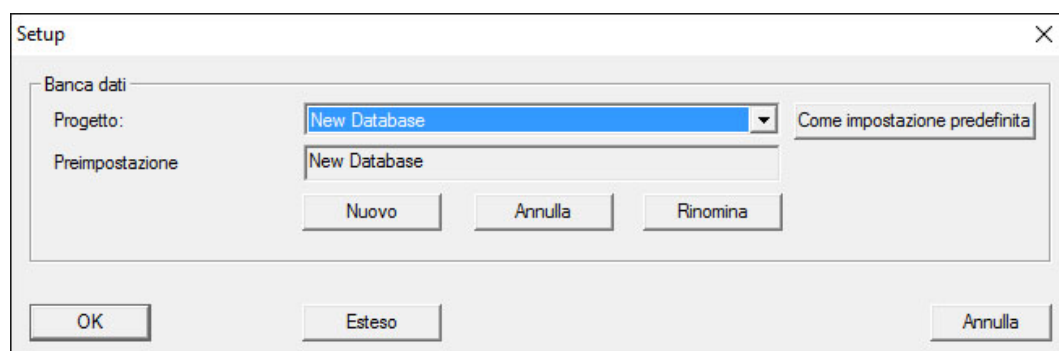 Setup
Banca dati
Progetto: New Database Come impostazione predefinita
Preimpostazione New Database
Nuovo Annulla Rinomina
OK Esteso Annulla